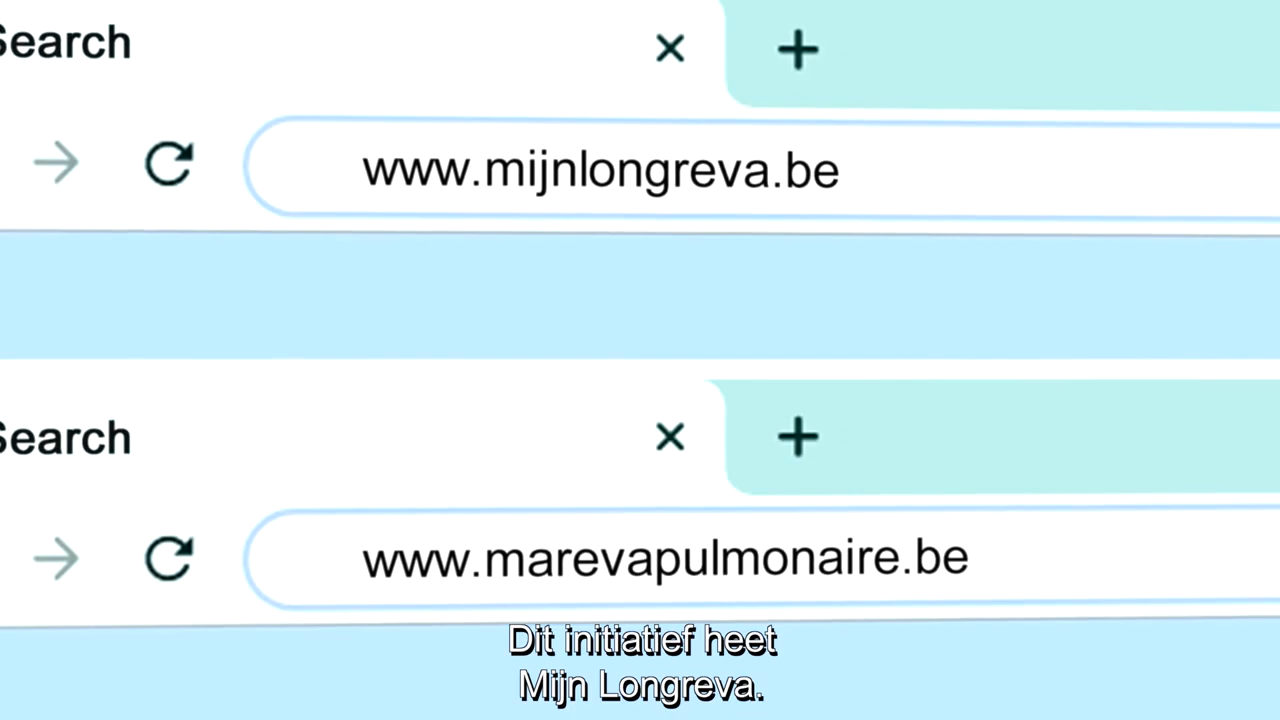 Search
www.mijnlongreva.be
Search
www.marevapulmonaire.be
Dit initiatief heet
Mijn Longreva.